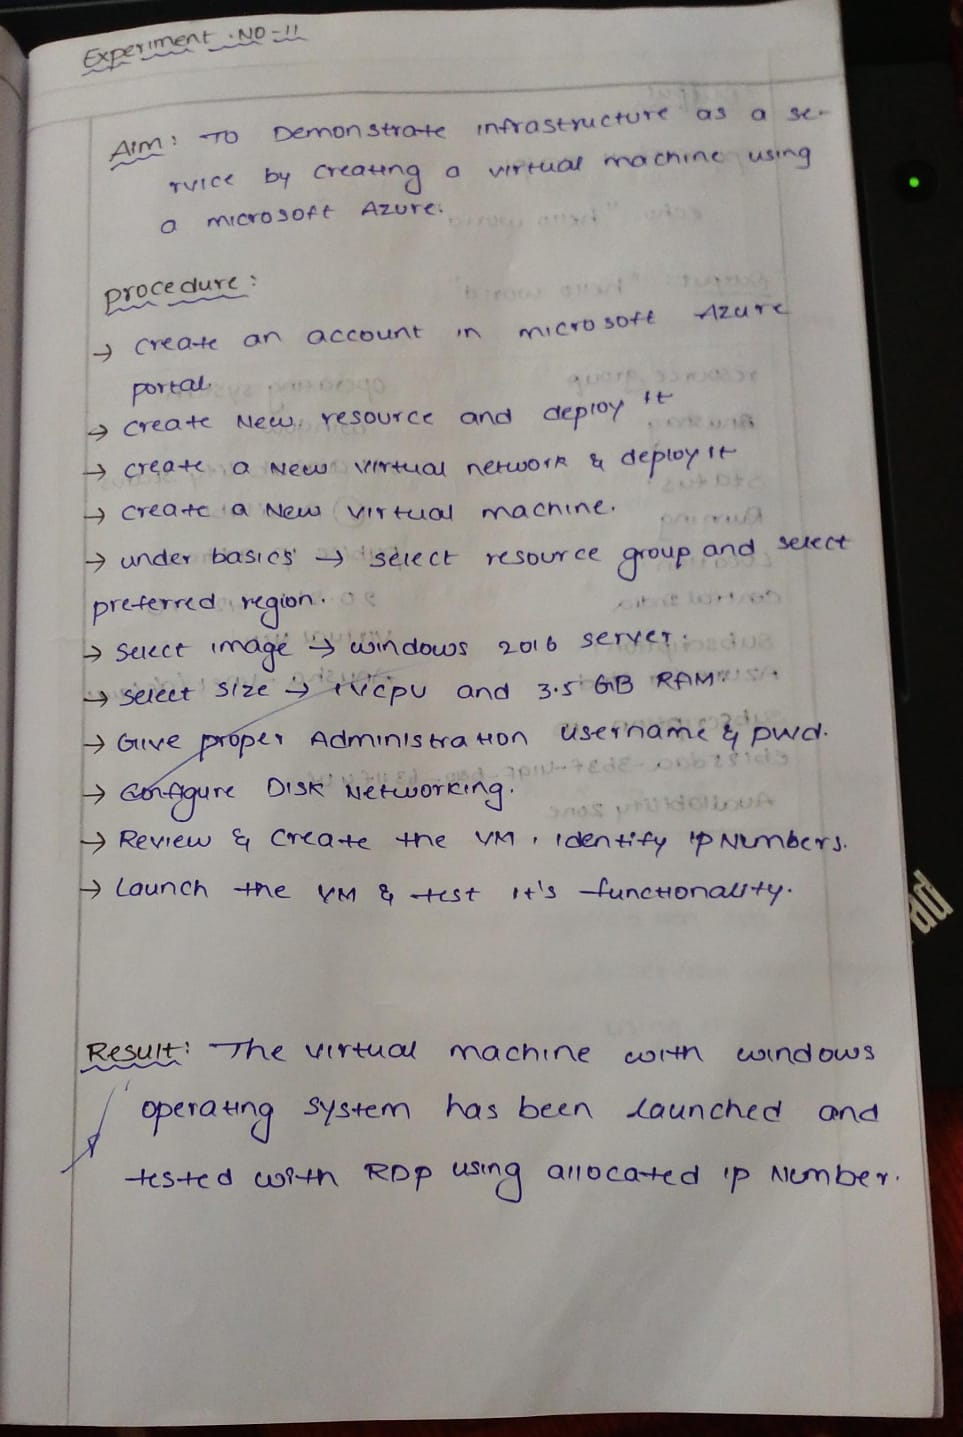 Experiment . NO - 11
Aim : To Demonstrate infrastructure as a se-
rvice by creating a virtual machine using
a microsoft Azure.
procedure :
→ create an account in microsoft Azure
portal.
→ create New resource and deploy it
→ create a New virtual network & deploy it
→ create a New virtual machine.
→ under basics → select resource group and select
preferred region.
→ select image → windows 2016 server.
→ select size → 1vcpu and 3.5 GB RAM.
→ Give proper Administration username & pwd.
→ Configure Disk Networking.
→ Review & create the VM, identify ip Numbers.
→ Launch the VM & test it's functionality.
Result : The virtual machine with windows
operating system has been launched and
tested with RDP using allocated ip Number.